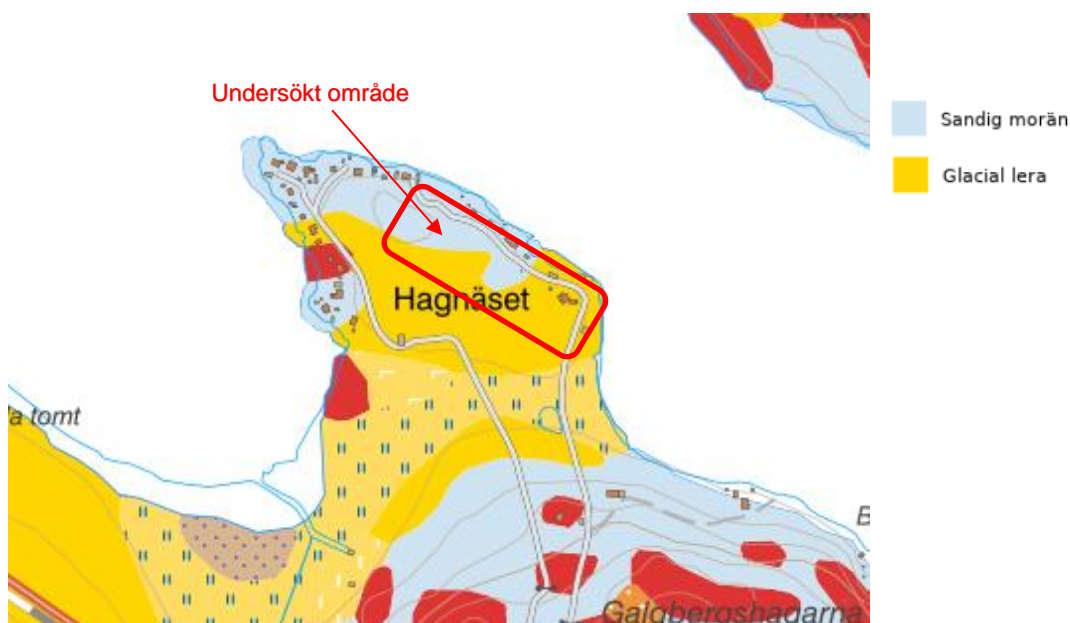 Undersökt område
Sandig morän
Glacial lera
Hagnäset
a tomt
B
Galgbergshagarna